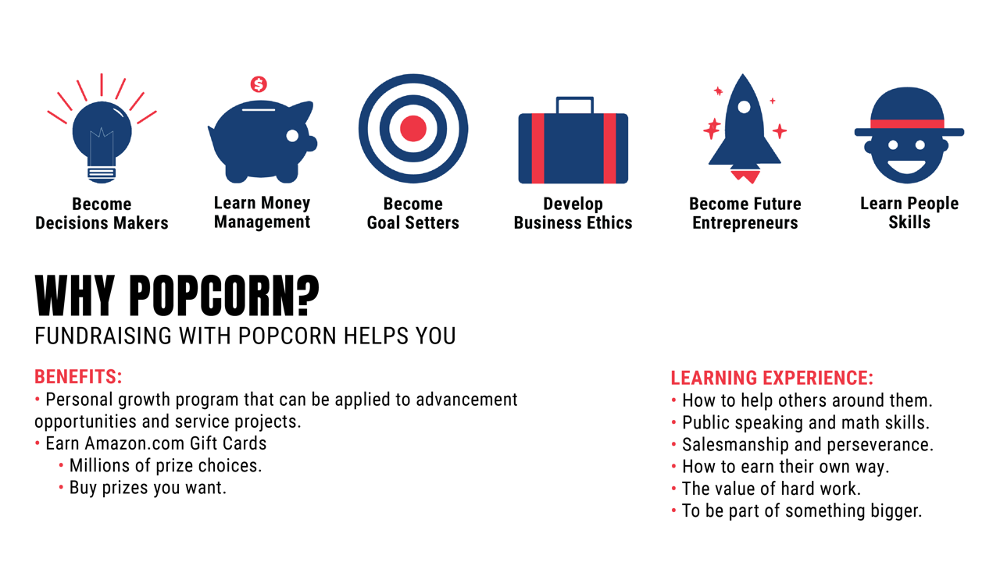 $
Become
Decisions Makers
Learn Money
Management
Become
Goal Setters
Develop
Business Ethics
Become Future
Entrepreneurs
Learn People
Skills
WHY POPCORN?
FUNDRAISING WITH POPCORN HELPS YOU
BENEFITS:
• Personal growth program that can be applied to advancement
opportunities and service projects.
• Earn Amazon.com Gift Cards
• Millions of prize choices.
• Buy prizes you want.
LEARNING EXPERIENCE:
• How to help others around them.
• Public speaking and math skills.
• Salesmanship and perseverance.
• How to earn their own way.
• The value of hard work.
• To be part of something bigger.